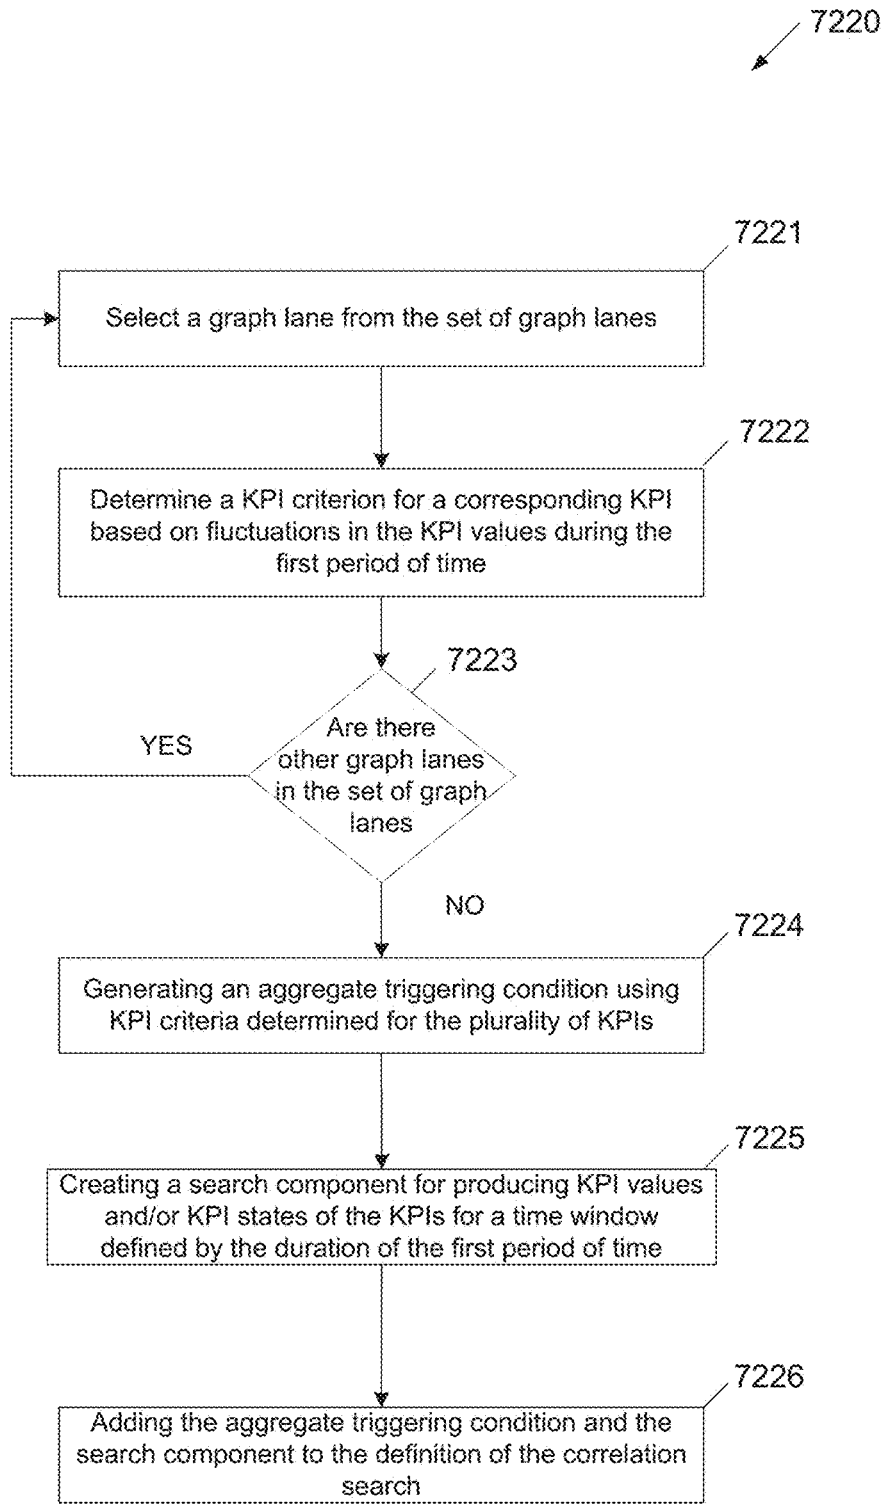 7220
7221
Select a graph lane from the set of graph lanes
7222
Determine a KPI criterion for a corresponding KPI
based on fluctuations in the KPI values during the
first period of time
7223
Are there
other graph lanes
in the set of graph
lanes
YES
NO
7224
Generating an aggregate triggering condition using
KPI criteria determined for the plurality of KPIs
7225
Creating a search component for producing KPI values
and/or KPI states of the KPIs for a time window
defined by the duration of the first period of time
7226
Adding the aggregate triggering condition and the
search component to the definition of the correlation
search